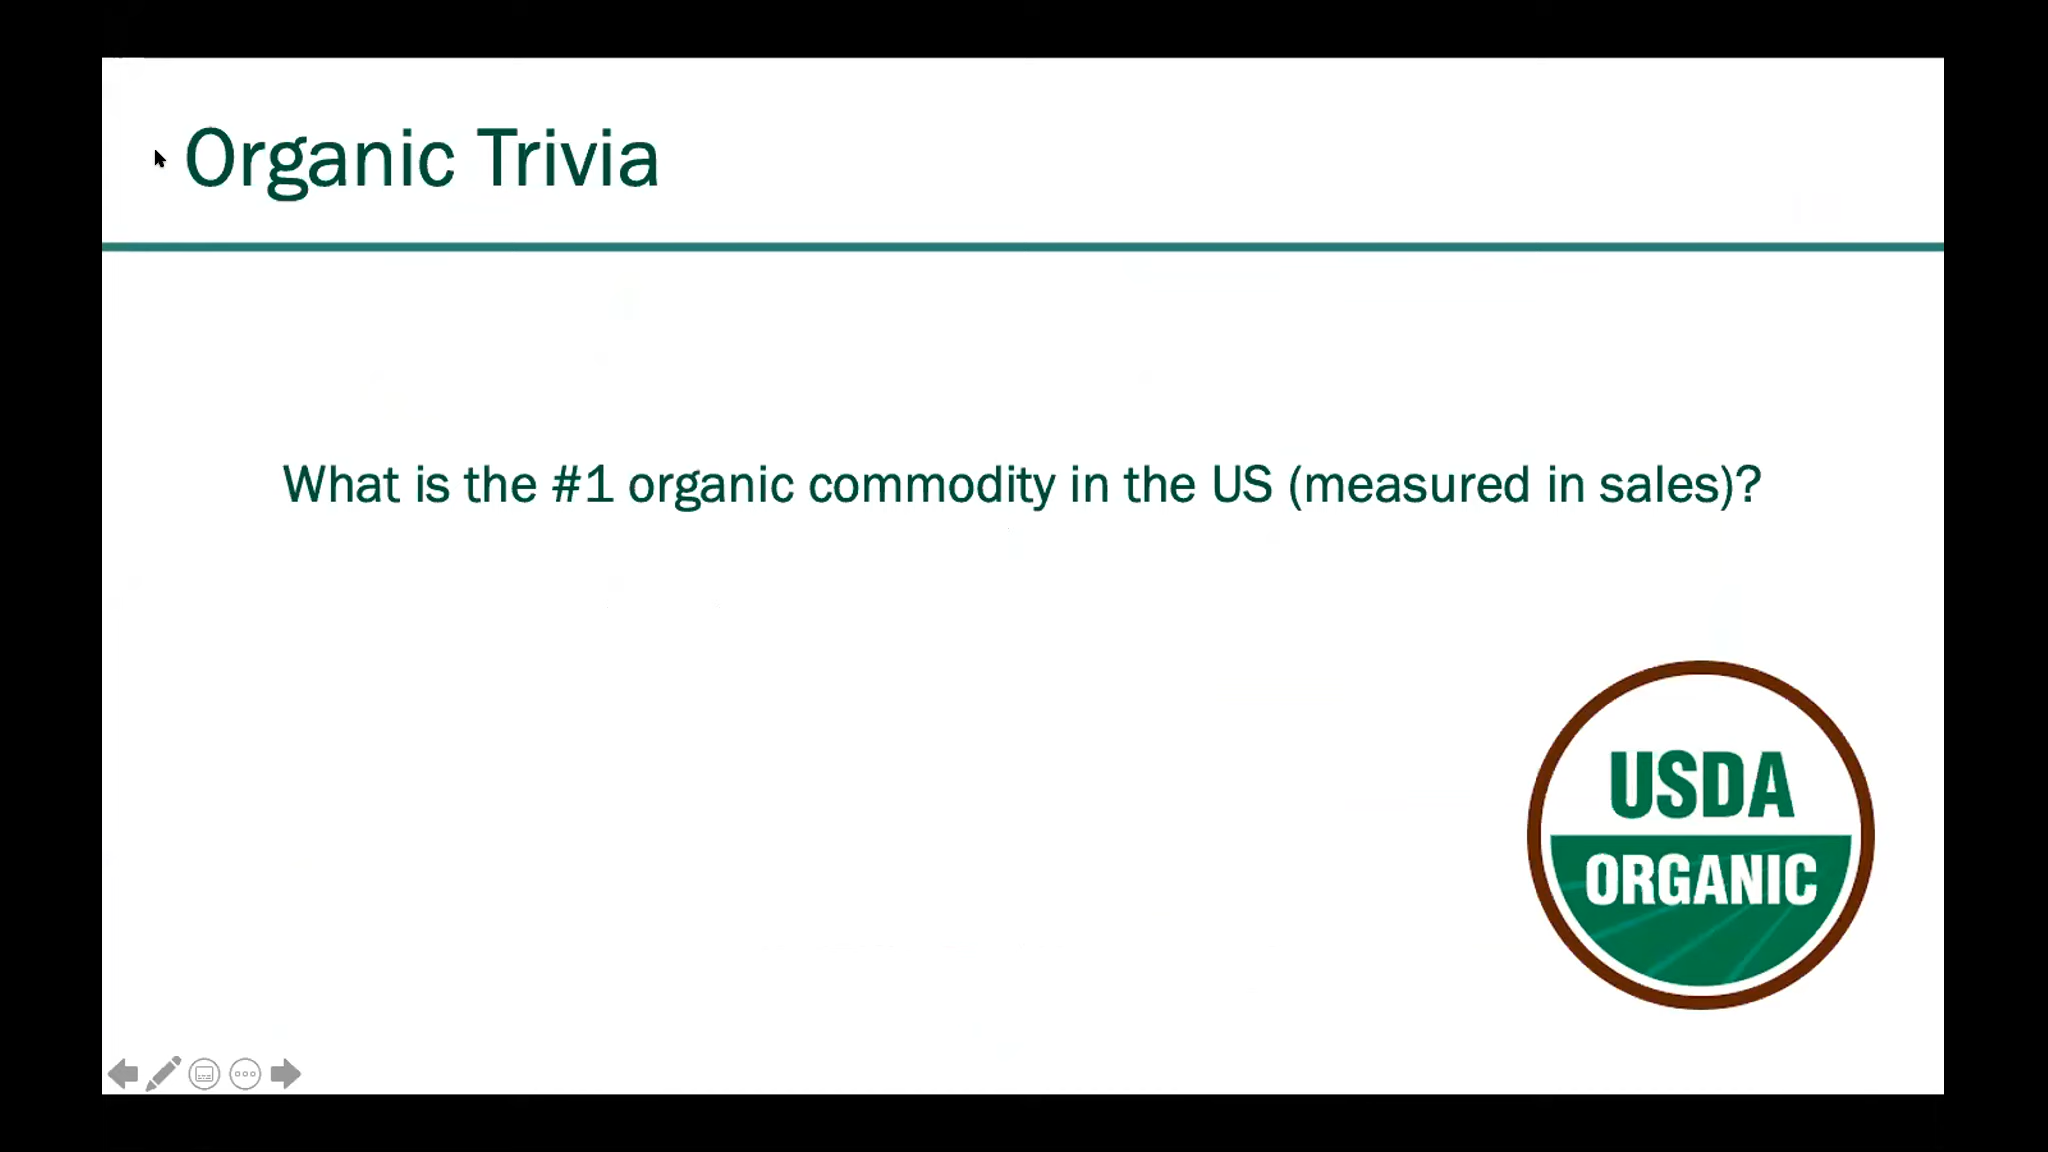 Organic Trivia
What is the #1 organic commodity in the US (measured in sales)?
USDA
ORGANIC